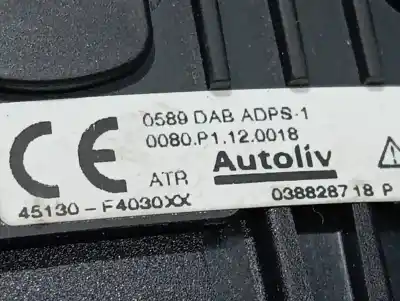 CE
0589 DAB ADPS-1
0080.P1.12.0018
ATR Autoliv
45130-F4030XX 038828718 P